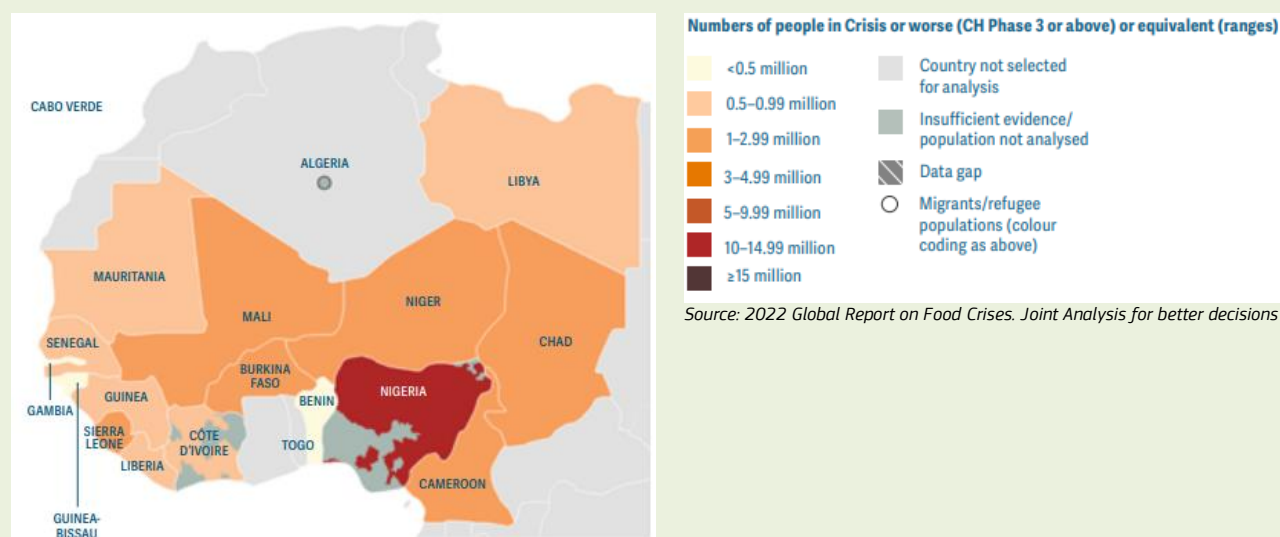 CABO VERDE
ALGERIA
LIBYA
MAURITANIA
MALI
NIGER
CHAD
SENEGAL
GAMBIA
GUINEA
BURKINA
FASO
BENIN
NIGERIA
SIERRA
LEONE
CÔTE
D'IVOIRE
TOGO
LIBERIA
CAMEROON
GUINEA-
BISSAU
Numbers of people in Crisis or worse (CH Phase 3 or above) or equivalent (ranges)
<0.5 million
0.5–0.99 million
1–2.99 million
3–4.99 million
5–9.99 million
10–14.99 million
≥15 million
Country not selected
for analysis
Insufficient evidence/
population not analysed
Data gap
Migrants/refugee
populations (colour
coding as above)
Source: 2022 Global Report on Food Crises. Joint Analysis for better decisions